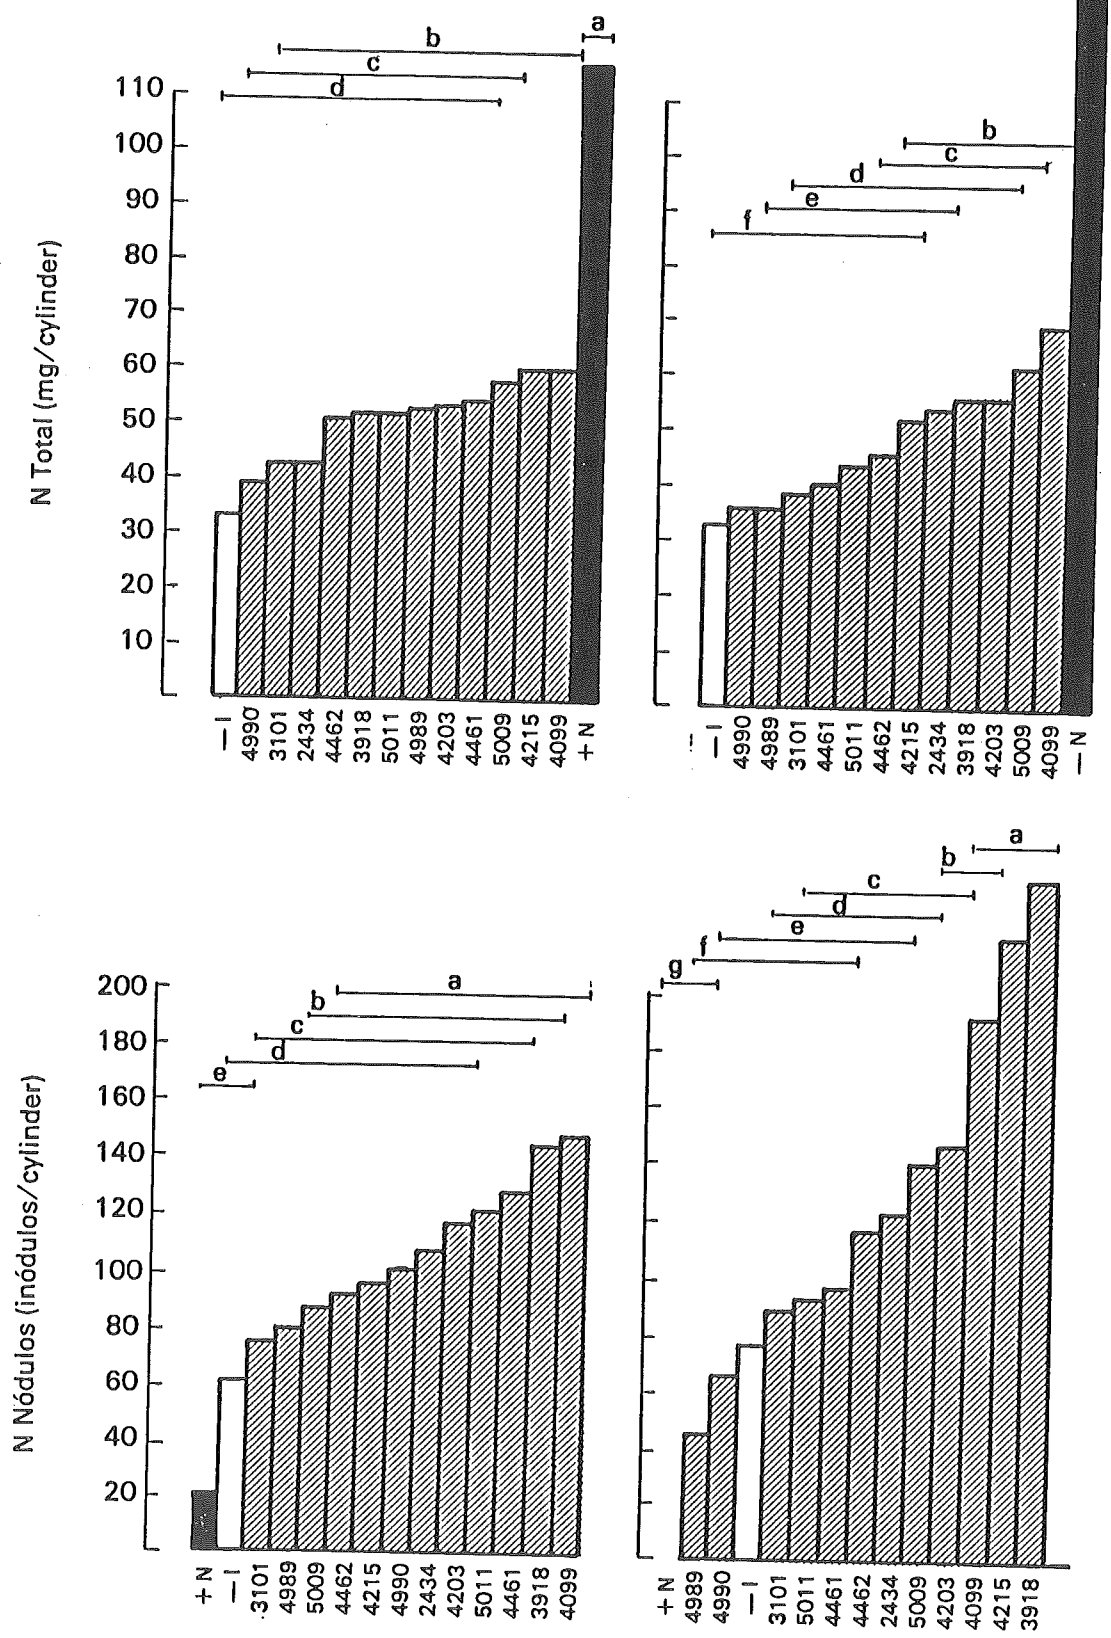 a
b
c
d
110
100
90
80
70
60
50
40
30
20
10
N Total (mg/cylinder)
— I
4990
3101
2434
4462
3918
5011
4989
4203
4461
5009
4215
4099
+ N
b
c
d
e
f
— I
4990
4989
3101
4461
5011
4462
4215
2434
3918
4203
5009
4099
— N
a
b
c
d
e
200
180
160
140
120
100
80
60
40
20
N Nódulos (inódulos/cylinder)
+ N
— I
3101
4989
5009
4462
4215
4990
2434
4203
5011
4461
3918
4099
a
b
c
d
e
f
g
+ N
4989
4990
— I
3101
5011
4461
4462
2434
5009
4203
4099
4215
3918